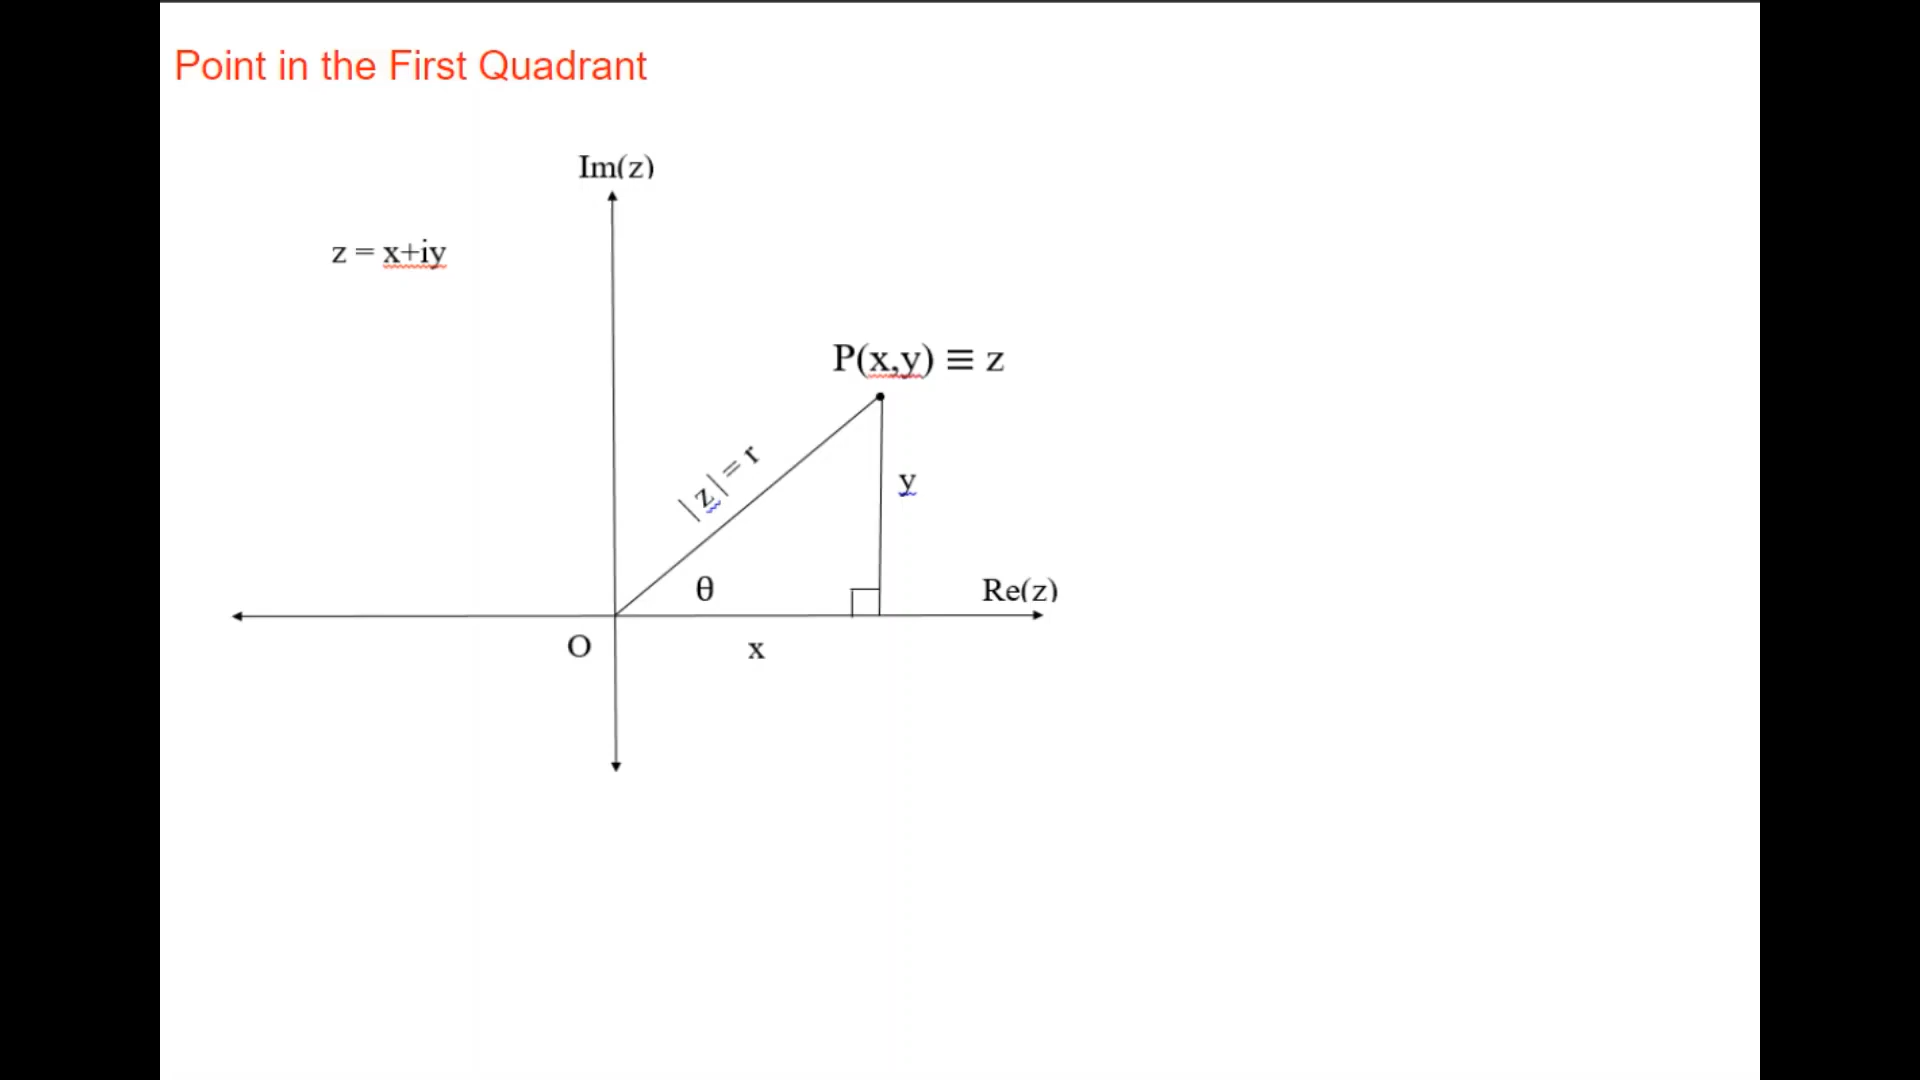 Point in the First Quadrant
Im(z)
z = x+iy
P(x,y) ≡ z
|z| = r
y
θ
Re(z)
O
x